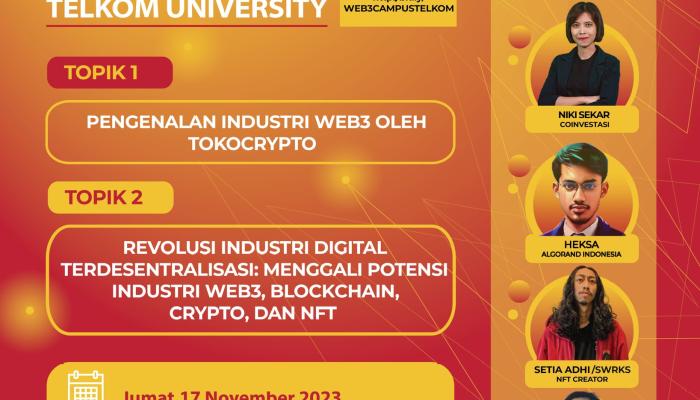 TELKOM UNIVERSITY
WEB3CAMPUSTELKOM
TOPIK 1
PENGENALAN INDUSTRI WEB3 OLEH
TOKOCRYPTO
TOPIK 2
REVOLUSI INDUSTRI DIGITAL
TERDESENTRALISASI: MENGGALI POTENSI
INDUSTRI WEB3, BLOCKCHAIN,
CRYPTO, DAN NFT
Jumat 17 November 2023
NIKI SEKAR
COINVESTASI
HEKSA
ALGORAND INDONESIA
SETIA ADHI/SWRKS
NFT CREATOR